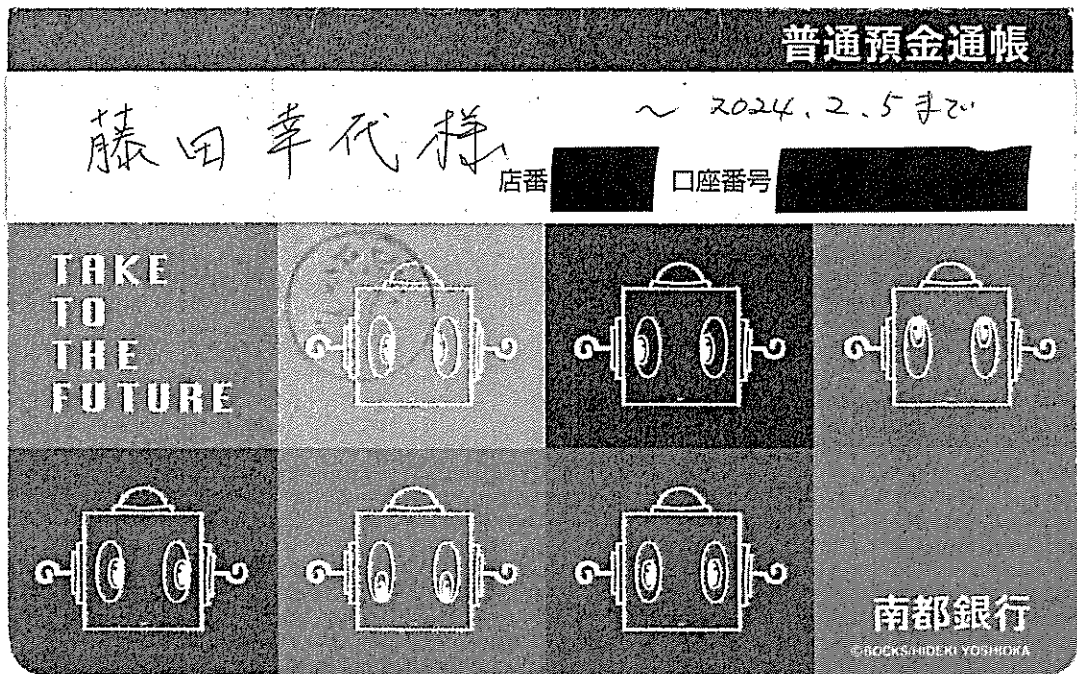 普通預金通帳
藤田幸代様
～ 2024.2.5まで
店番
口座番号
TAKE
TO
THE
FUTURE
南都銀行
©BOCKS/HIDEKI YOSHIOKA